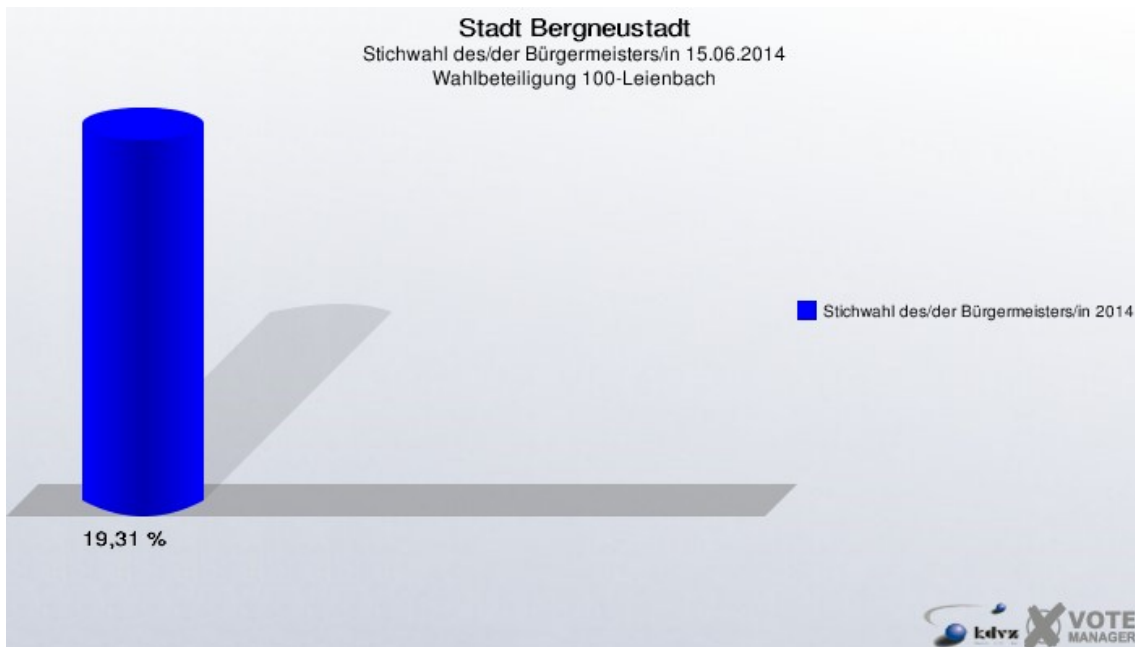 Stadt Bergneustadt
Stichwahl des/der Bürgermeisters/in 15.06.2014
Wahlbeteiligung 100-Leienbach
Stichwahl des/der Bürgermeisters/in 2014
19,31 %
kdvz
VOTE
MANAGER